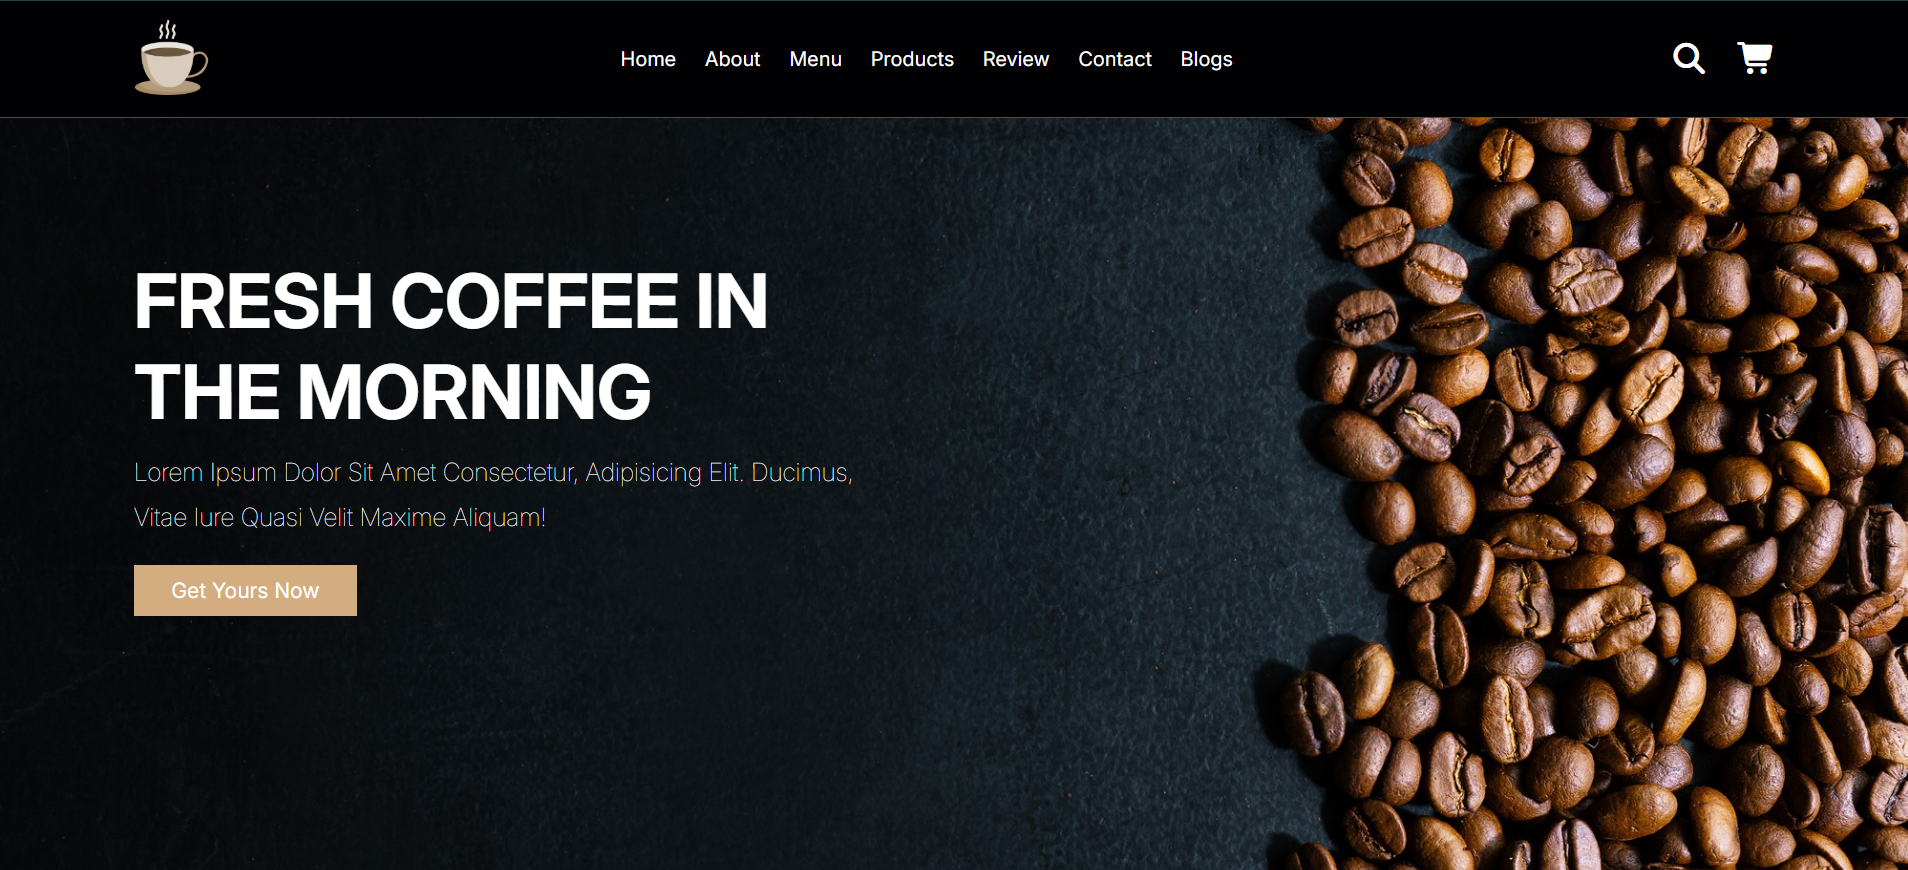 Home About Menu Products Review Contact Blogs
FRESH COFFEE IN
THE MORNING
Lorem Ipsum Dolor Sit Amet Consectetur, Adipisicing Elit. Ducimus,
Vitae Iure Quasi Velit Maxime Aliquam!
Get Yours Now